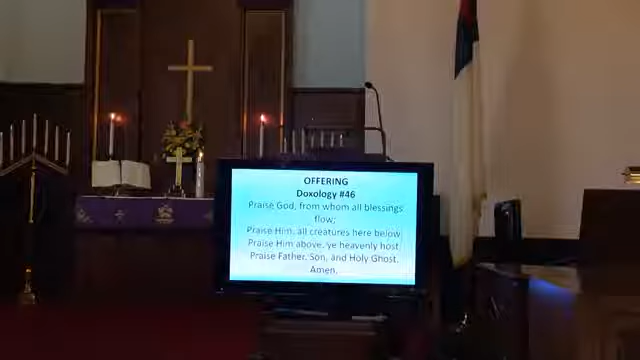 OFFERING
Doxology #46
Praise God, from whom all blessings
flow;
Praise Him, all creatures here below
Praise Him above, ye heavenly host
Praise Father, Son, and Holy Ghost.
Amen.